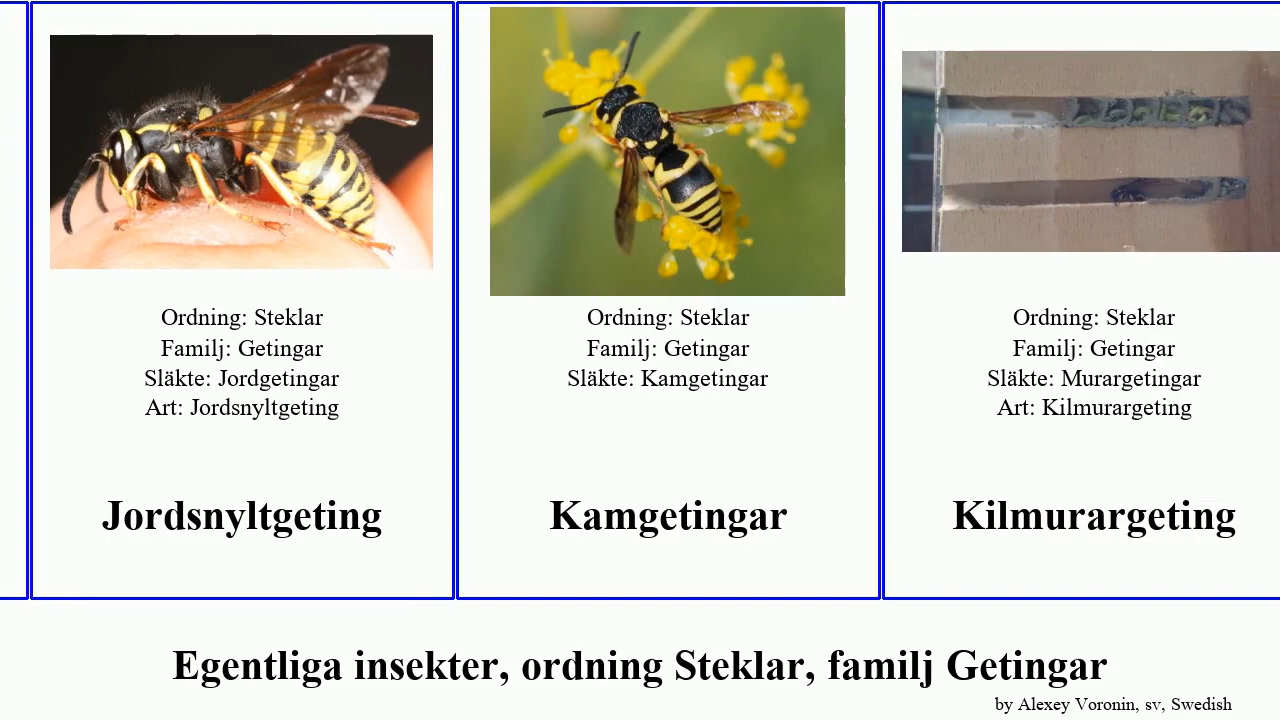 Ordning: Steklar
Familj: Getingar
Släkte: Jordgetingar
Art: Jordsnyltgeting
Jordsnyltgeting
Ordning: Steklar
Familj: Getingar
Släkte: Kamgetingar
Kamgetingar
Ordning: Steklar
Familj: Getingar
Släkte: Murargetingar
Art: Kilmurargeting
Kilmurargeting
Egentliga insekter, ordning Steklar, familj Getingar
by Alexey Voronin, sv, Swedish